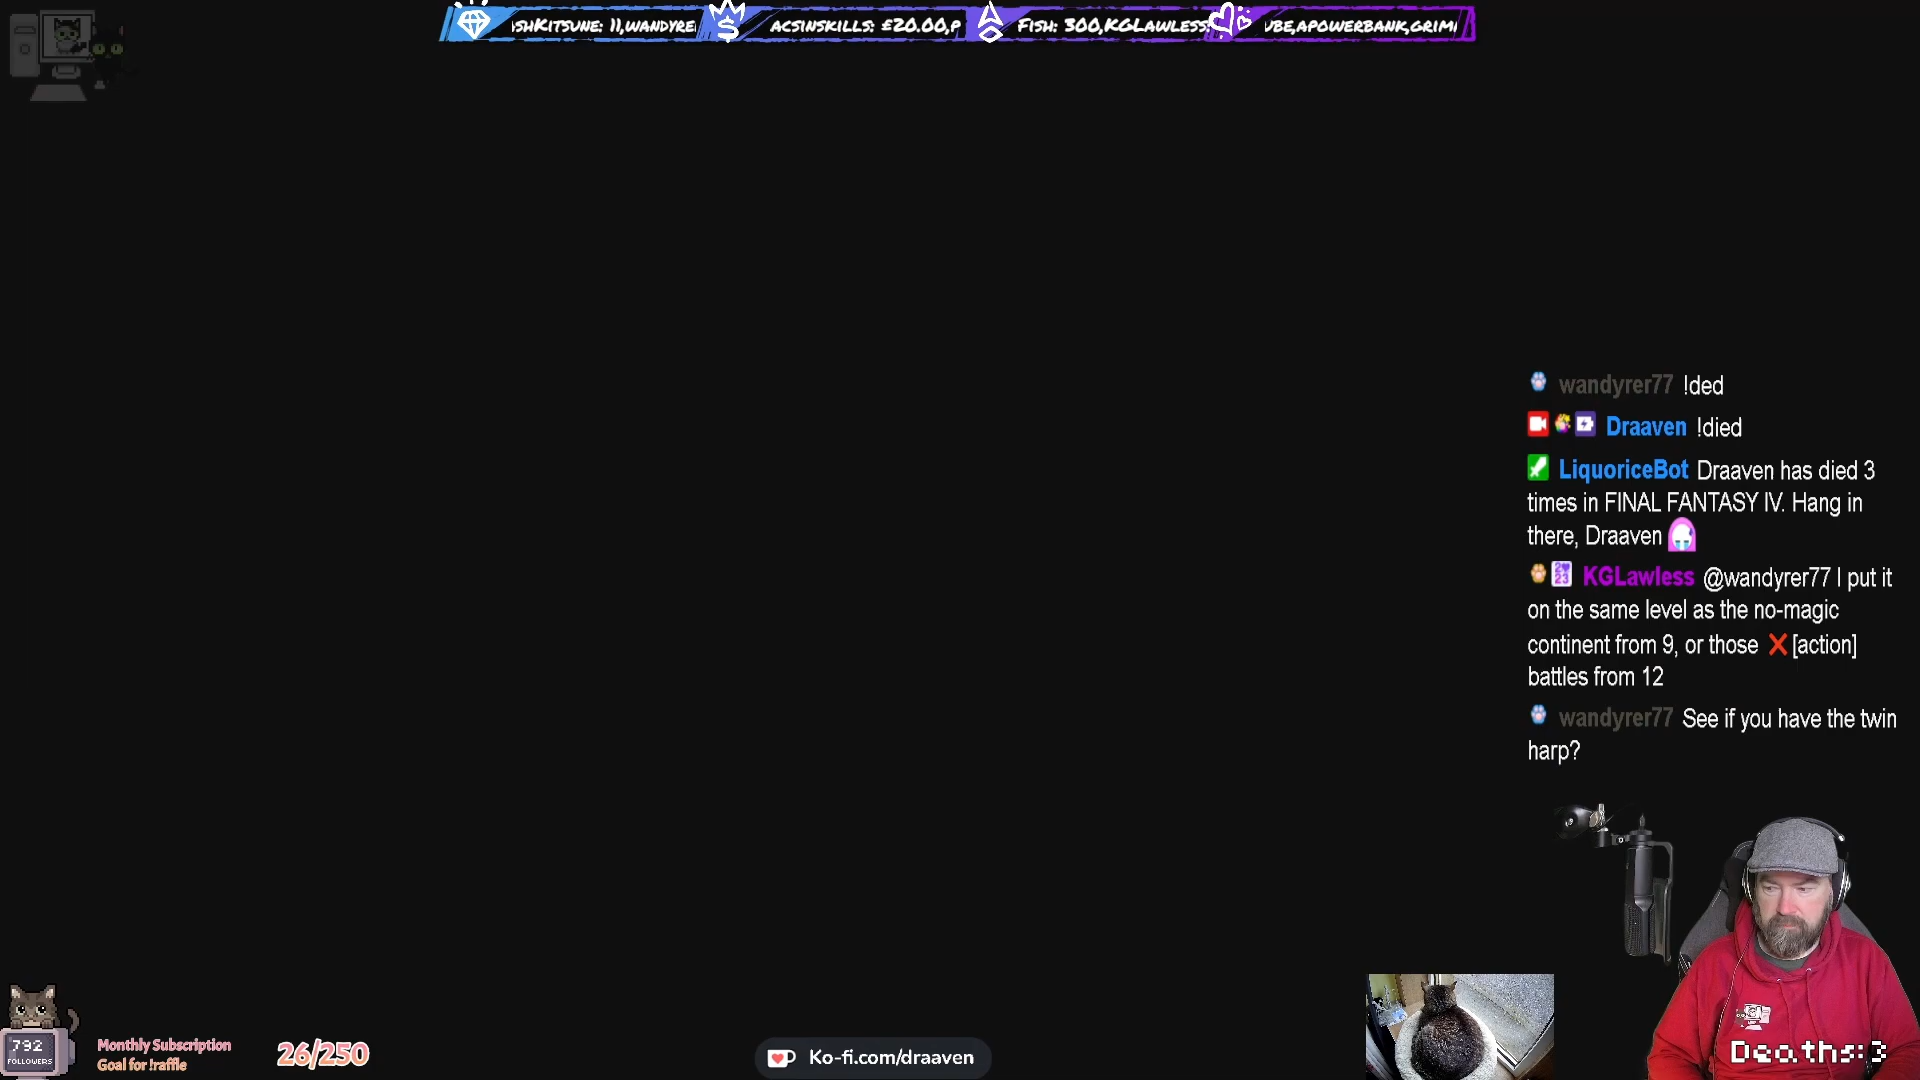 ishKitsune: 11,wandyre
acsinskills: £20.00,P
Fish: 300,KGLawless
ube,apowerbank,grim
wandyrer77 !ded
Draaven !died
LiquoriceBot Draaven has died 3
times in FINAL FANTASY IV. Hang in
there, Draaven
KGLawless @wandyrer77 I put it
on the same level as the no-magic
continent from 9, or those ❌[action]
battles from 12
wandyrer77 See if you have the twin
harp?
792
FOLLOWERS
Monthly Subscription
Goal for !raffle
26/250
Ko-fi.com/draaven
Deaths:3